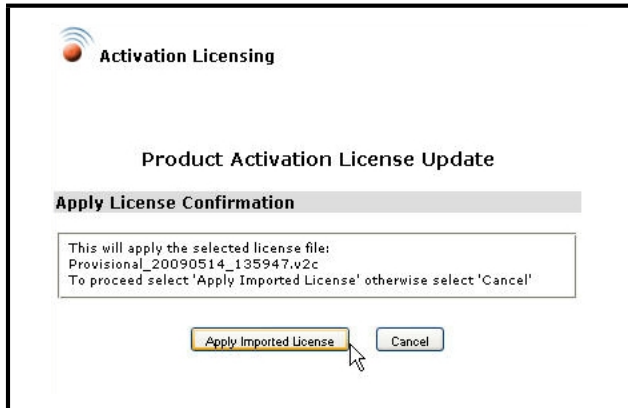 Activation Licensing
Product Activation License Update
Apply License Confirmation
This will apply the selected license file:
Provisional_20090514_135947.v2c
To proceed select 'Apply Imported License' otherwise select 'Cancel'
Apply Imported License
Cancel